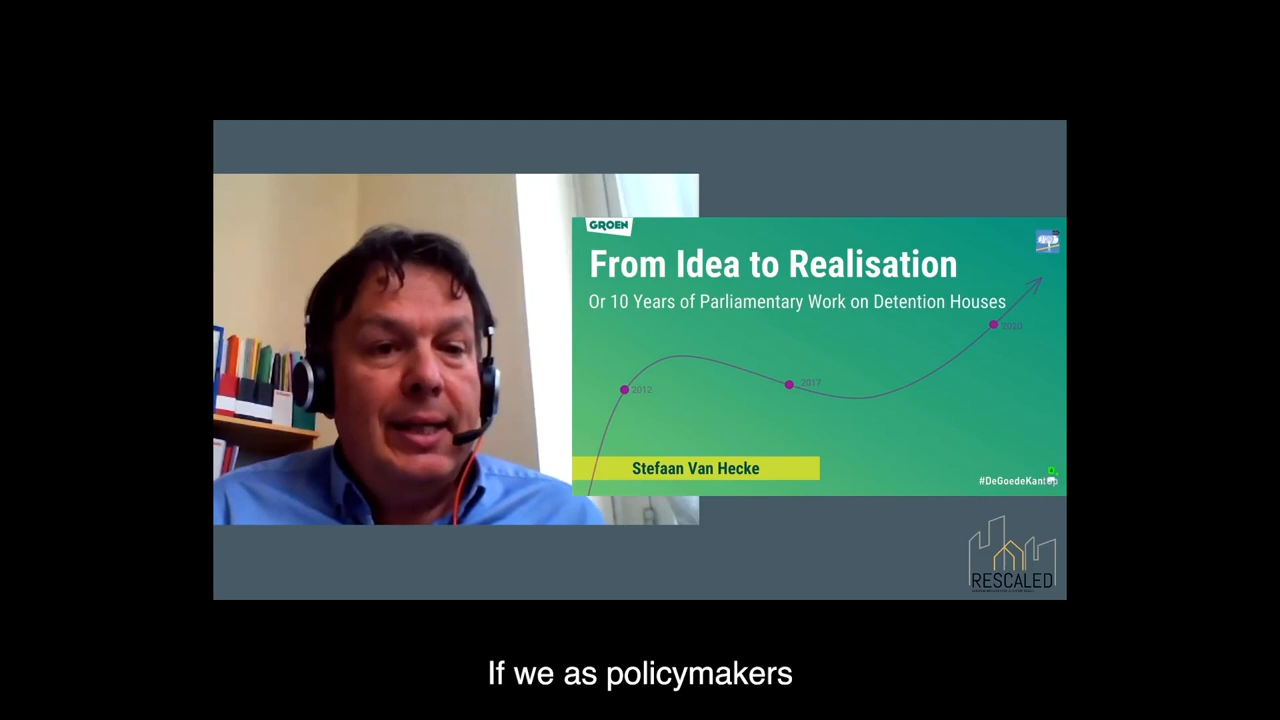 GROEN
From Idea to Realisation
Or 10 Years of Parliamentary Work on Detention Houses
2020
2017
2012
Stefaan Van Hecke
#DeGoedeKantOp
RESCALED
If we as policymakers